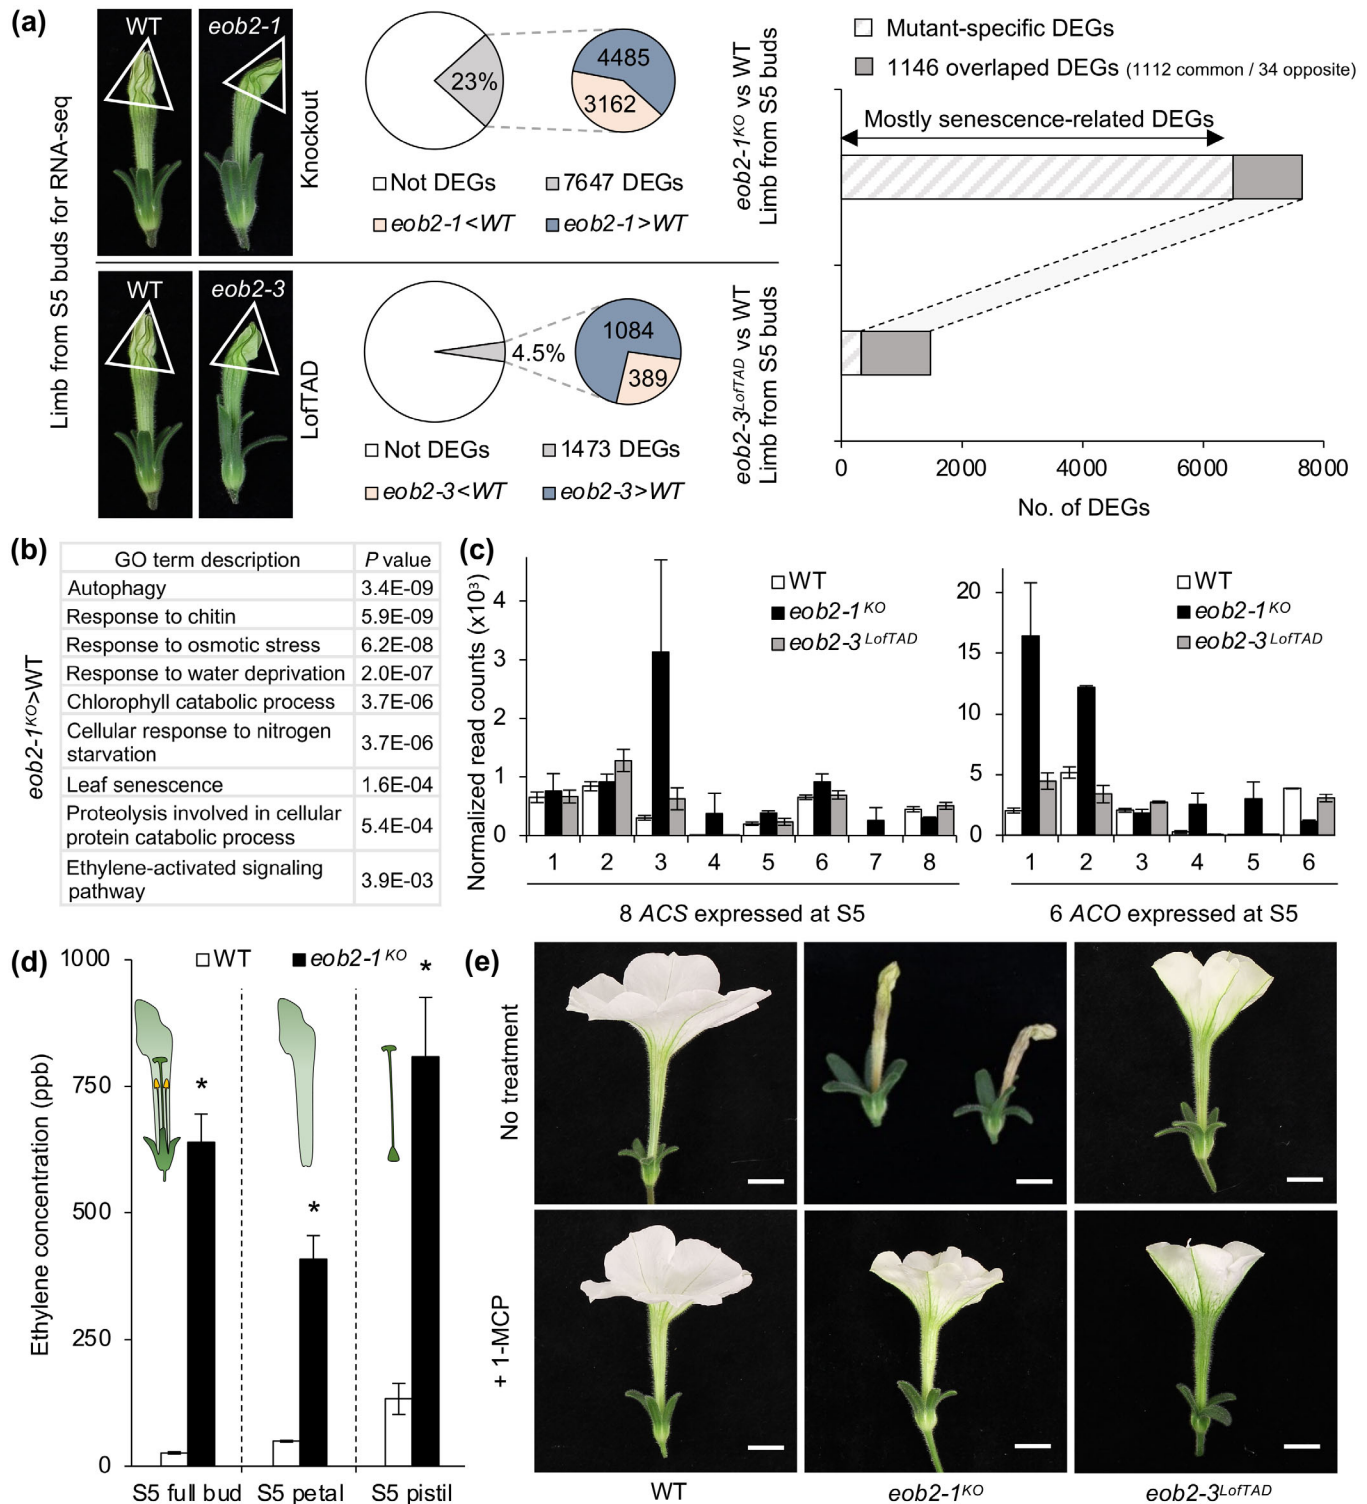 (a)
WT
eob2-1
Knockout
WT
eob2-3
LofTAD
Limb from S5 buds for RNA-seq
23%
4485
3162
Not DEGs
7647 DEGs
eob2-1<WT
eob2-1>WT
4.5%
1084
389
Not DEGs
1473 DEGs
eob2-3<WT
eob2-3>WT
Mutant-specific DEGs
1146 overlaped DEGs (1112 common / 34 opposite)
Mostly senescence-related DEGs
eob2-1KO vs WT
Limb from S5 buds
eob2-3LofTAD vs WT
Limb from S5 buds
0 2000 4000 6000 8000
No. of DEGs
(b)
eob2-1KO>WT
GO term description P value
Autophagy 3.4E-09
Response to chitin 5.9E-09
Response to osmotic stress 6.2E-08
Response to water deprivation 2.0E-07
Chlorophyll catabolic process 3.7E-06
Cellular response to nitrogen
starvation 3.7E-06
Leaf senescence 1.6E-04
Proteolysis involved in cellular
protein catabolic process 5.4E-04
Ethylene-activated signaling
pathway 3.9E-03
(c)
Normalized read counts (x10³)
4
3
2
1
0
WT
eob2-1 KO
eob2-3 LofTAD
1 2 3 4 5 6 7 8
8 ACS expressed at S5
20
15
10
5
0
WT
eob2-1 KO
eob2-3 LofTAD
1 2 3 4 5 6
6 ACO expressed at S5
(d)
Ethylene concentration (ppb)
1000
750
500
250
0
WT
eob2-1 KO
*
*
*
S5 full bud S5 petal S5 pistil
(e)
No treatment
+ 1-MCP
WT
eob2-1KO
eob2-3LofTAD